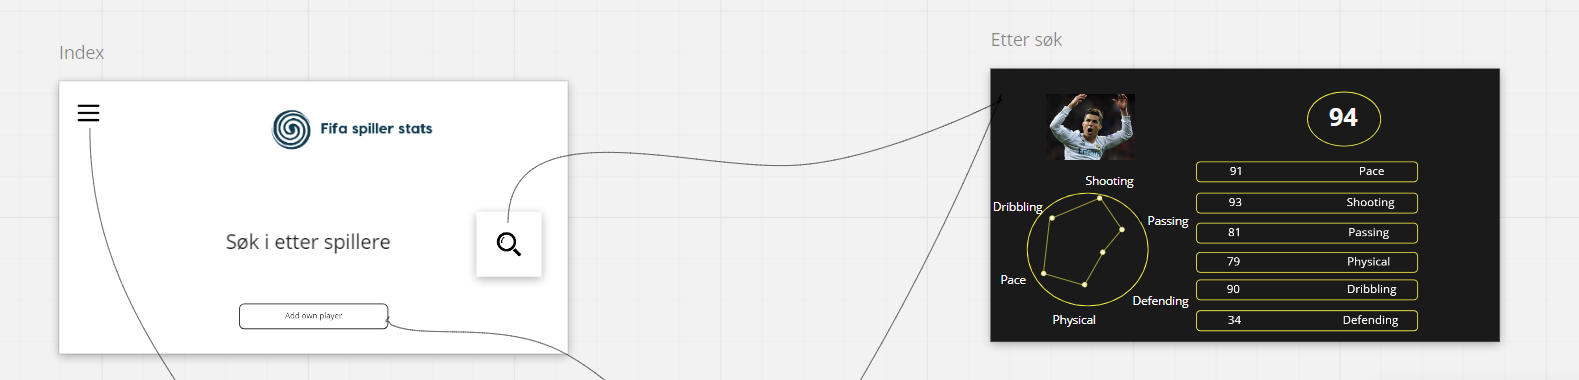 Index
Fifa spiller stats
Søk i etter spillere
Add own player
Etter søk
94
Shooting
Dribbling
Passing
Pace
Defending
Physical
91 Pace
93 Shooting
81 Passing
79 Physical
90 Dribbling
34 Defending